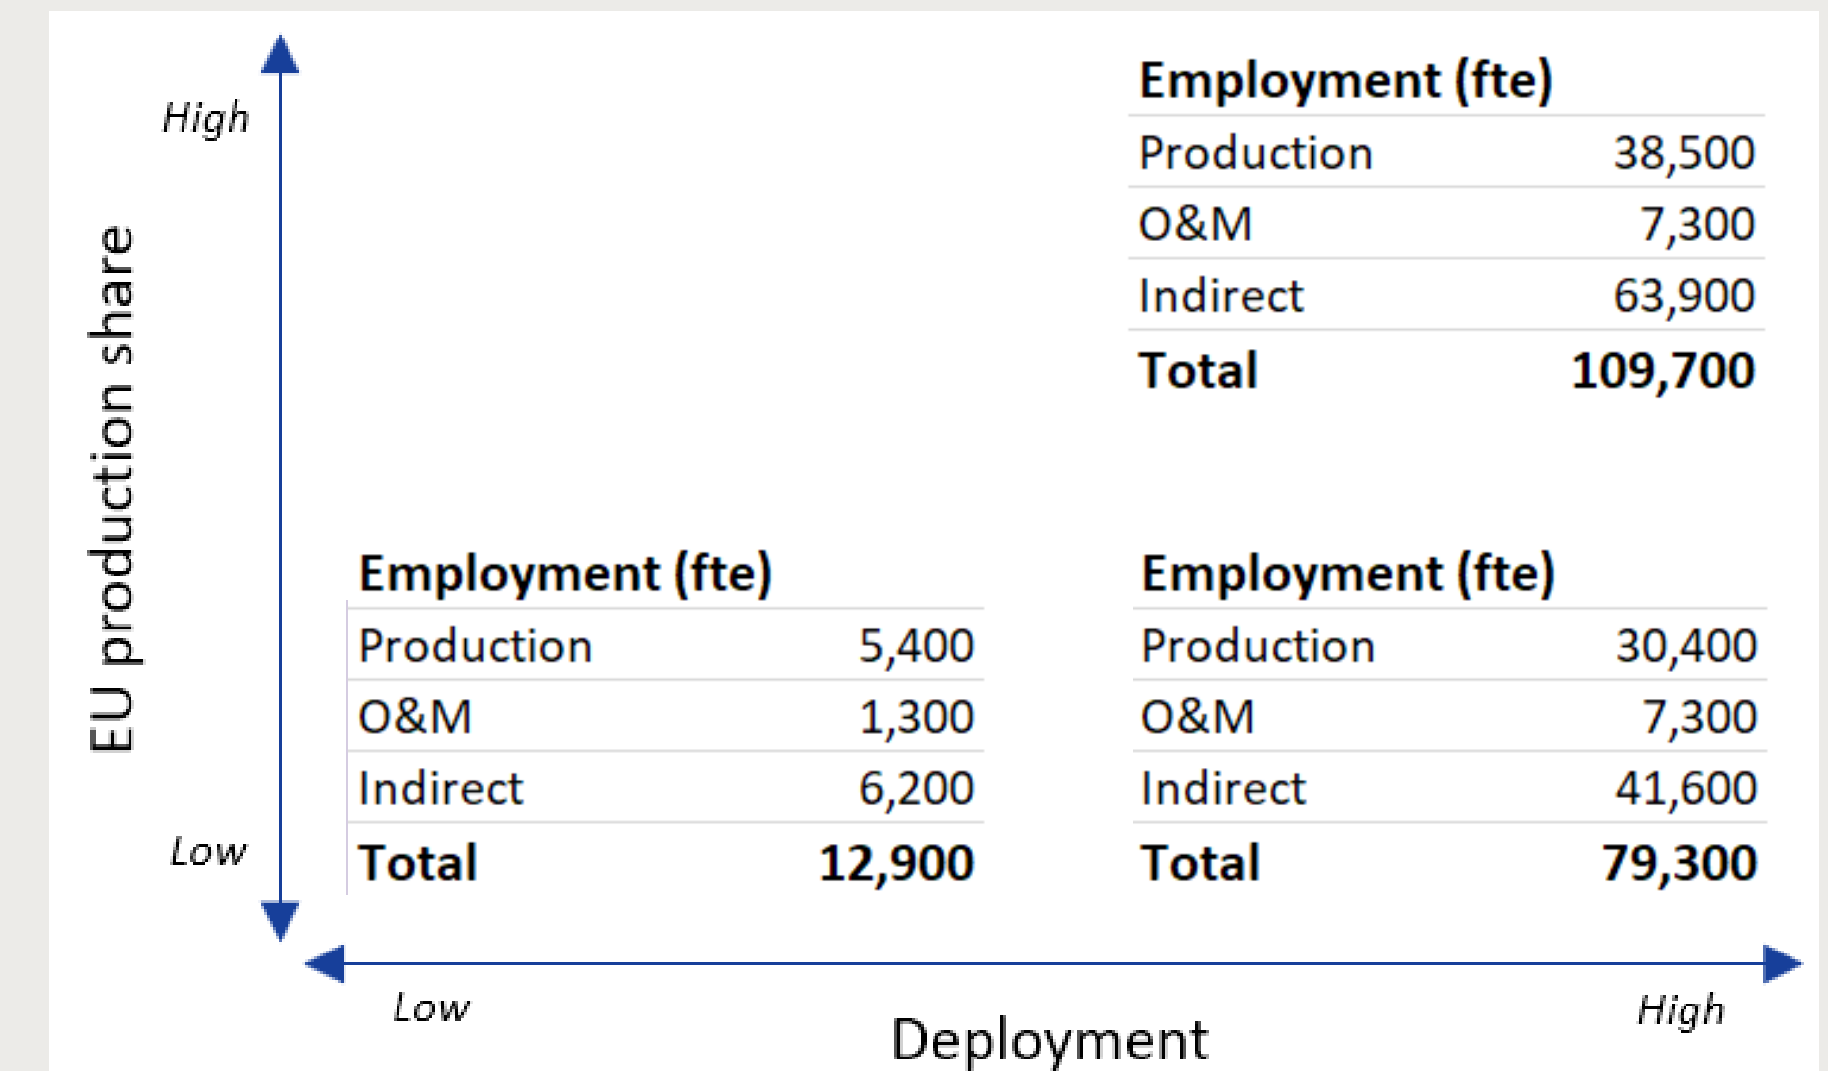 High
EU production share
Low
Employment (fte)
Production 38,500
O&M 7,300
Indirect 63,900
Total 109,700
Employment (fte)
Production 5,400
O&M 1,300
Indirect 6,200
Total 12,900
Employment (fte)
Production 30,400
O&M 7,300
Indirect 41,600
Total 79,300
Low
High
Deployment